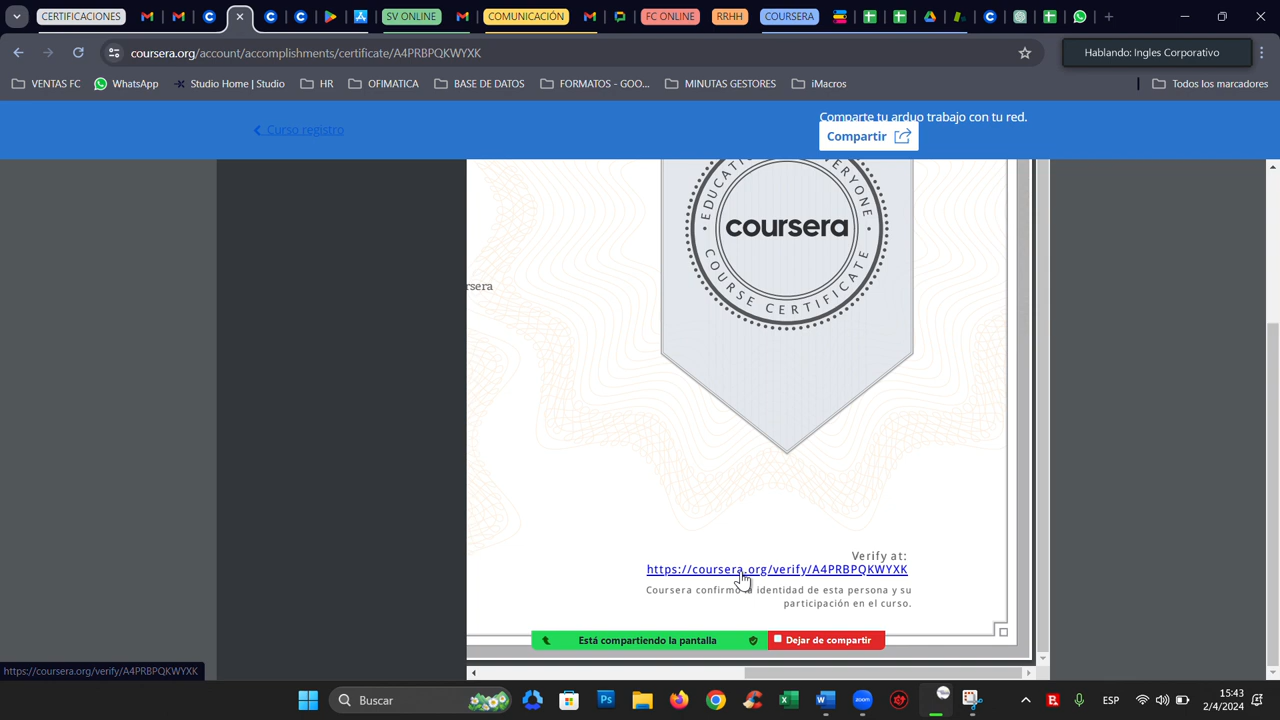 CERTIFICACIONES
SV ONLINE
COMUNICACIÓN
FC ONLINE
RRHH
COURSERA
coursera.org/account/accomplishments/certificate/A4PRBPQKWYXK
Hablando: Ingles Corporativo
VENTAS FC
WhatsApp
Studio Home | Studio
HR
OFIMATICA
BASE DE DATOS
FORMATOS - GOO...
MINUTAS GESTORES
iMacros
Todos los marcadores
Curso registro
Comparte tu arduo trabajo con tu red.
Compartir
coursera
COURSE CERTIFICATE
rsera
Verify at:
https://coursera.org/verify/A4PRBPQKWYXK
Coursera confirmó la identidad de esta persona y su
participación en el curso.
Está compartiendo la pantalla
Dejar de compartir
https://coursera.org/verify/A4PRBPQKWYXK
Buscar
Ps
zoom
ESP
15:43
2/4/2024